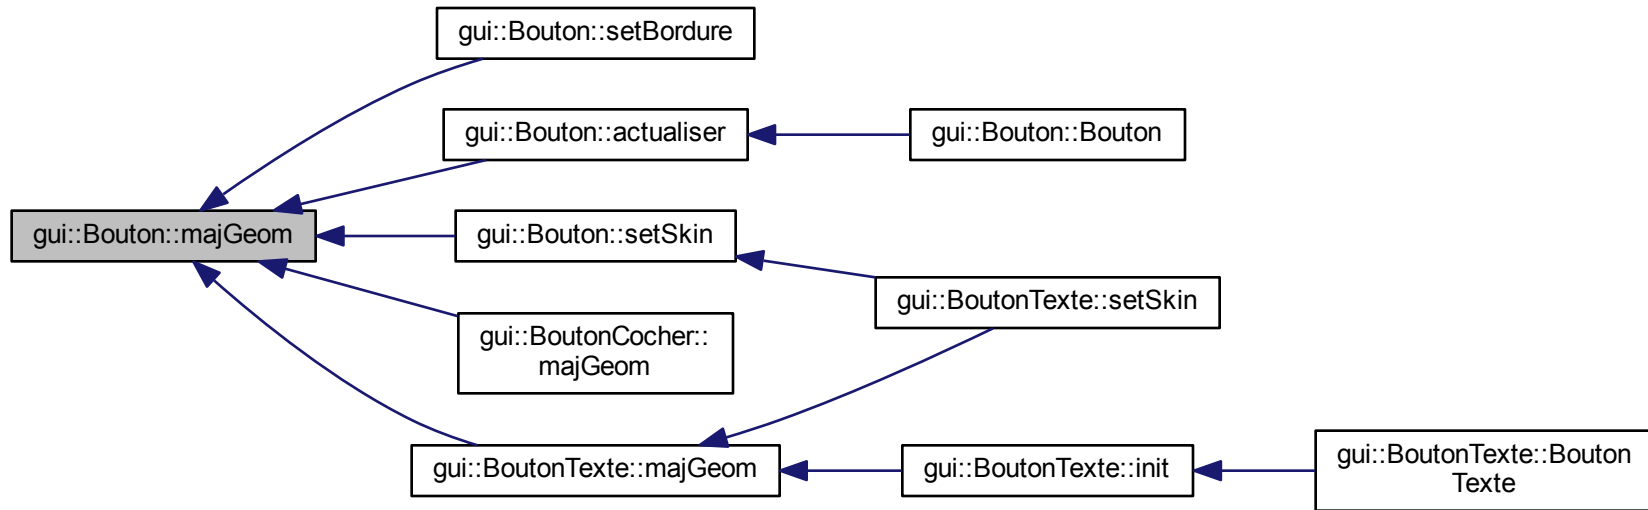 gui::Bouton::setBordure
gui::Bouton::actualiser
gui::Bouton::Bouton
gui::Bouton::majGeom
gui::Bouton::setSkin
gui::BoutonTexte::setSkin
gui::BoutonCocher::
majGeom
gui::BoutonTexte::majGeom
gui::BoutonTexte::init
gui::BoutonTexte::Bouton
Texte